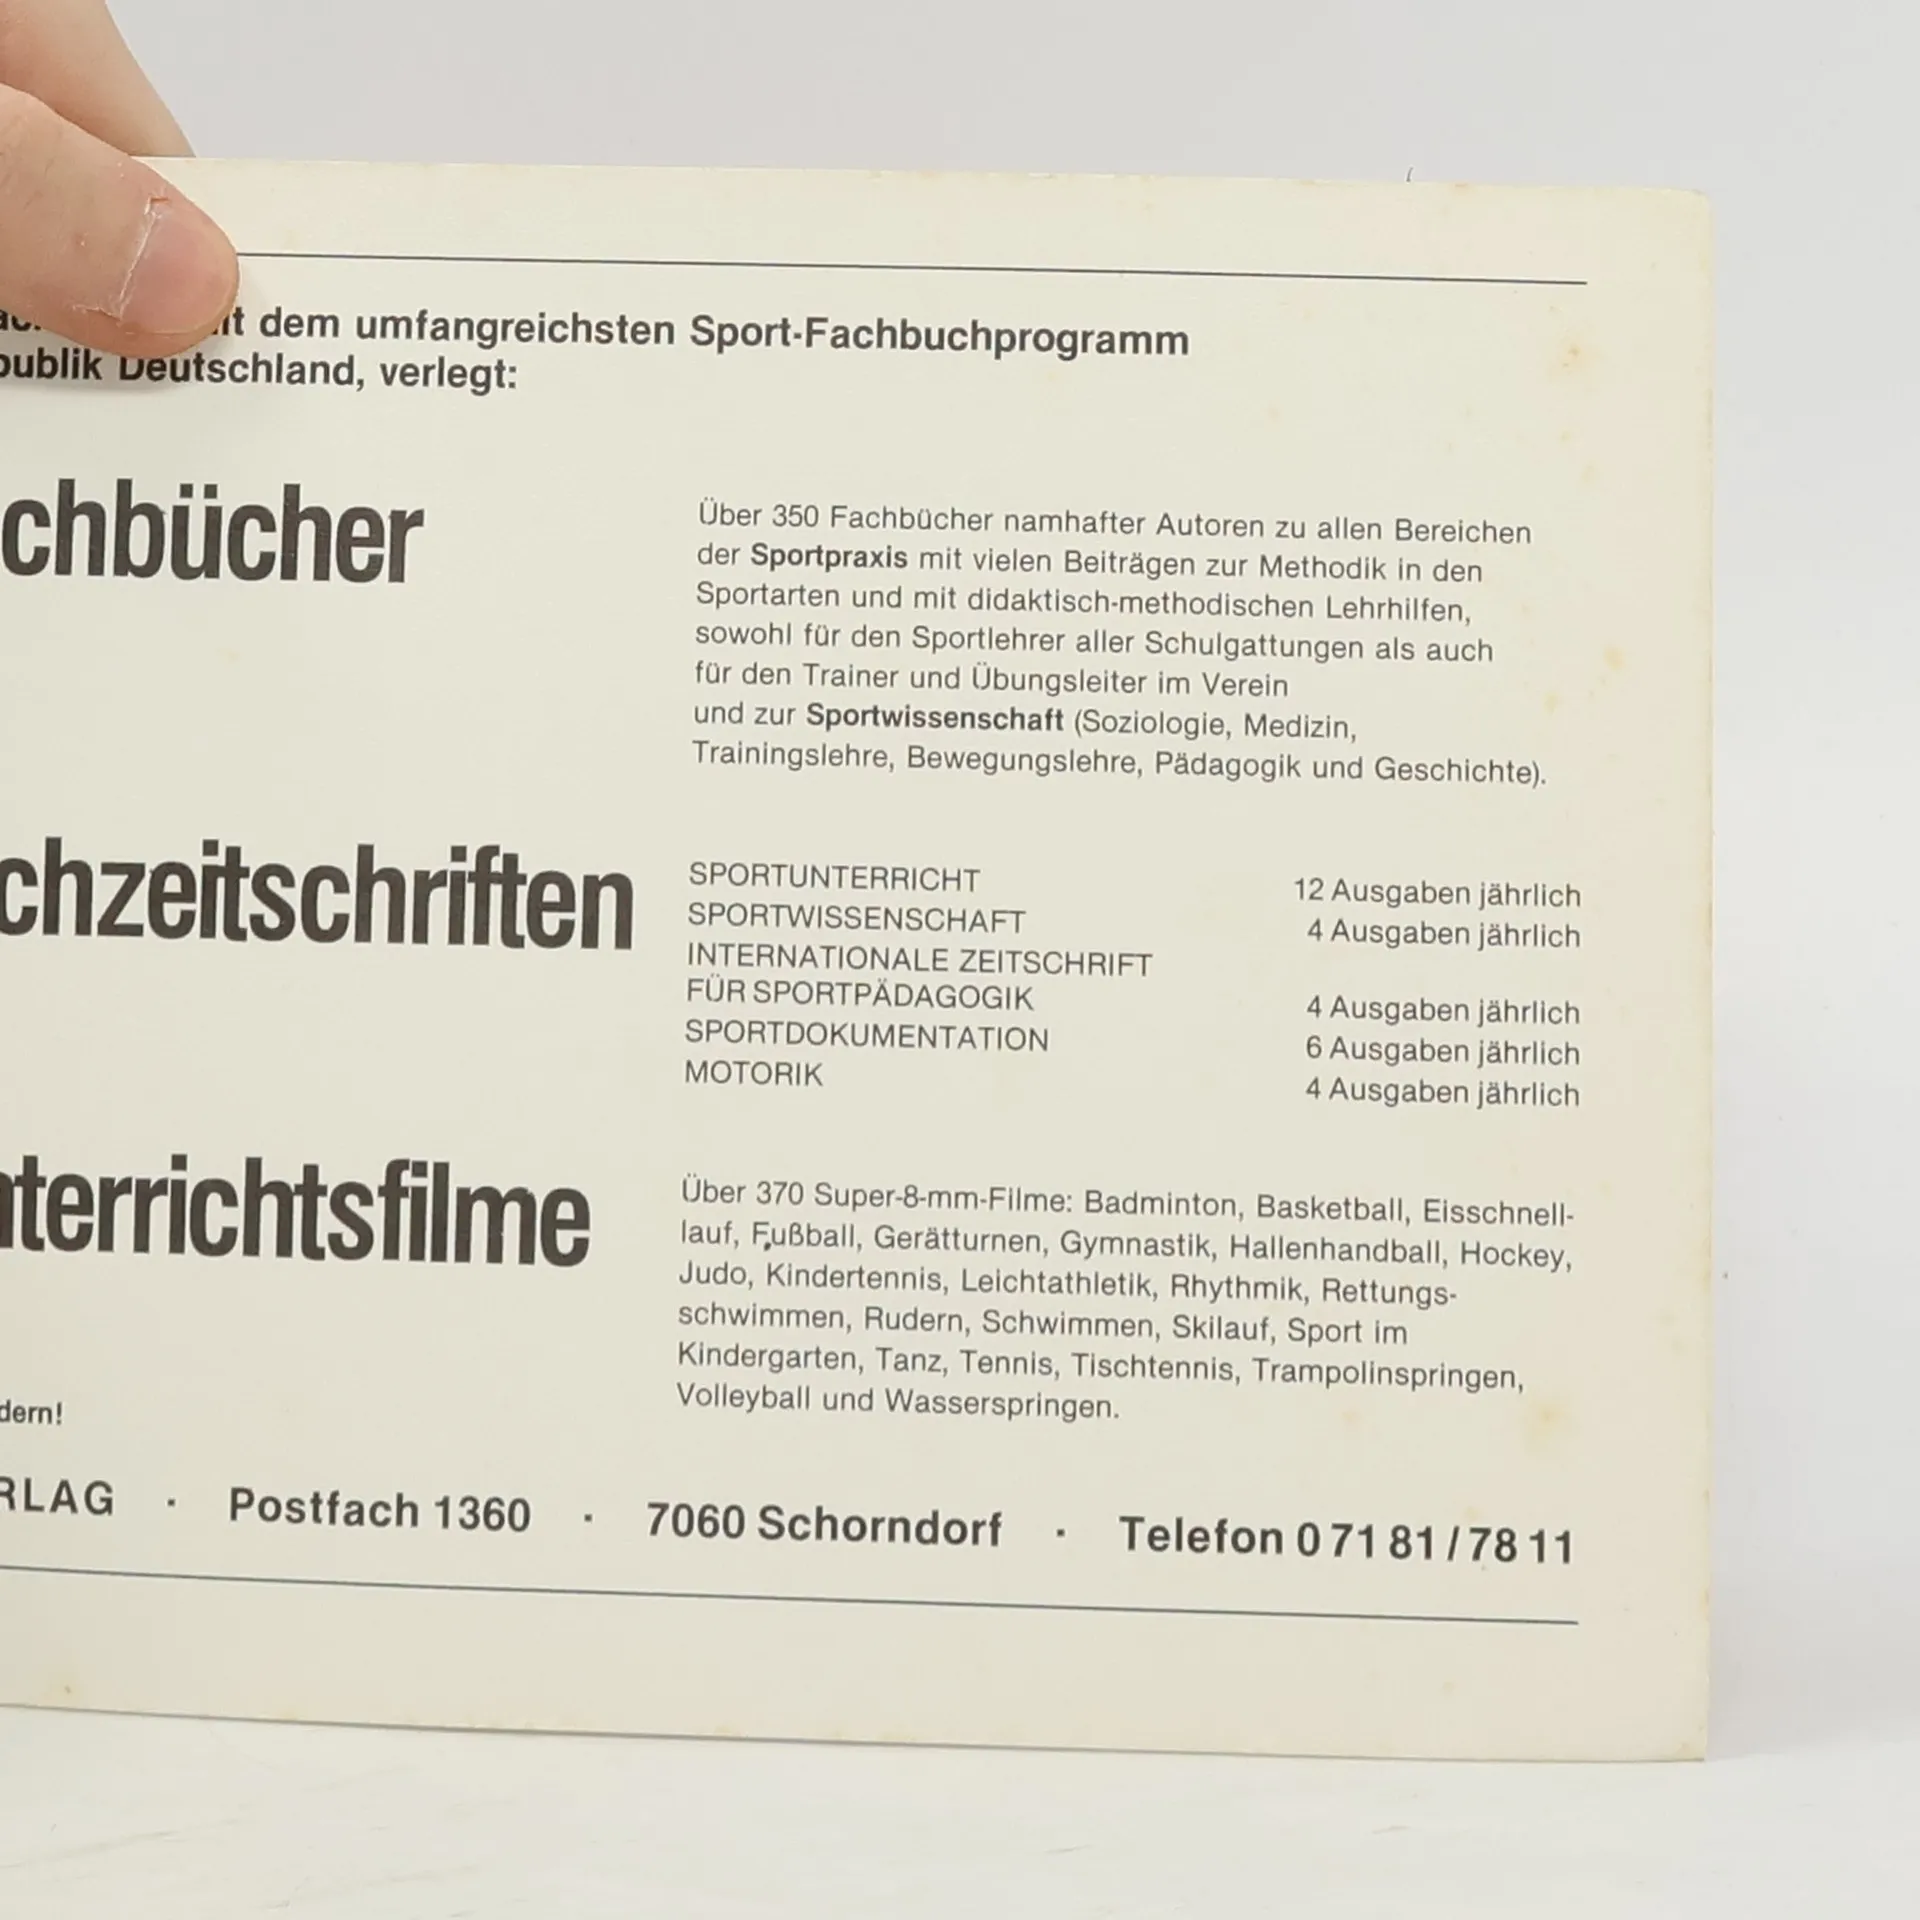 dem umfangreichsten Sport-Fachbuchprogramm
publik Deutschland, verlegt:
chbücher
Über 350 Fachbücher namhafter Autoren zu allen Bereichen
der Sportpraxis mit vielen Beiträgen zur Methodik in den
Sportarten und mit didaktisch-methodischen Lehrhilfen,
sowohl für den Sportlehrer aller Schulgattungen als auch
für den Trainer und Übungsleiter im Verein
und zur Sportwissenschaft (Soziologie, Medizin,
Trainingslehre, Bewegungslehre, Pädagogik und Geschichte).
chzeitschriften
SPORTUNTERRICHT 12 Ausgaben jährlich
SPORTWISSENSCHAFT 4 Ausgaben jährlich
INTERNATIONALE ZEITSCHRIFT
FÜR SPORTPÄDAGOGIK 4 Ausgaben jährlich
SPORTDOKUMENTATION 6 Ausgaben jährlich
MOTORIK 4 Ausgaben jährlich
terrichtsfilme
Über 370 Super-8-mm-Filme: Badminton, Basketball, Eisschnell-
lauf, Fußball, Gerätturnen, Gymnastik, Hallenhandball, Hockey,
Judo, Kindertennis, Leichtathletik, Rhythmik, Rettungs-
schwimmen, Rudern, Schwimmen, Skilauf, Sport im
Kindergarten, Tanz, Tennis, Tischtennis, Trampolinspringen,
Volleyball und Wasserspringen.
dern!
RLAG · Postfach 1360 · 7060 Schorndorf · Telefon 0 71 81 / 78 11